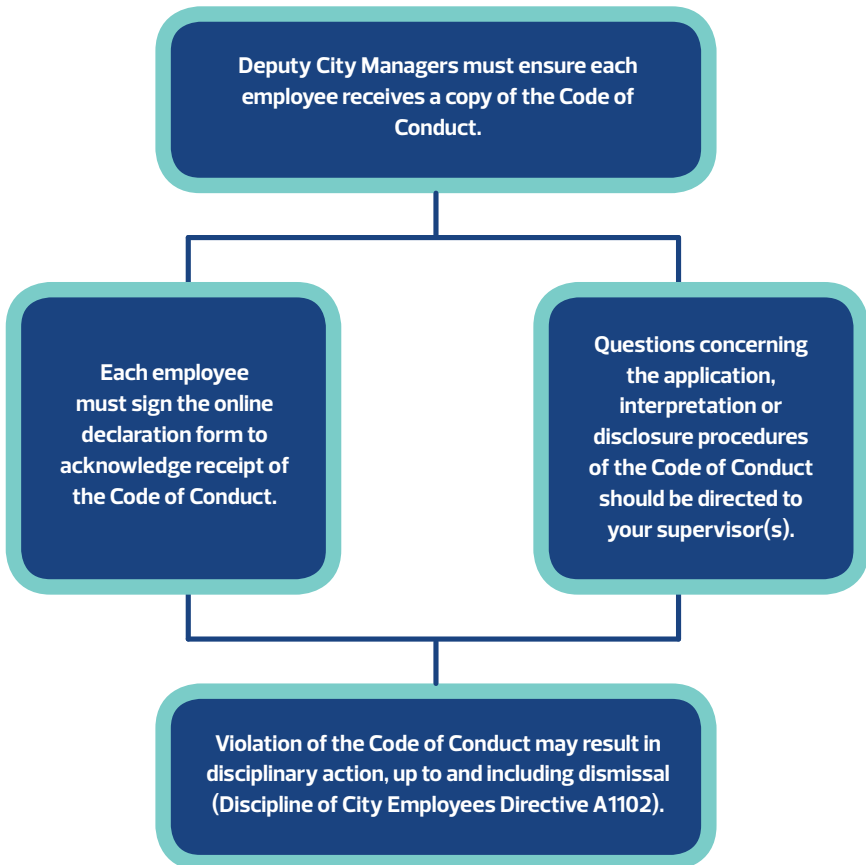 Deputy City Managers must ensure each
employee receives a copy of the Code of
Conduct.
Each employee
must sign the online
declaration form to
acknowledge receipt of
the Code of Conduct.
Questions concerning
the application,
interpretation or
disclosure procedures
of the Code of Conduct
should be directed to
your supervisor(s).
Violation of the Code of Conduct may result in
disciplinary action, up to and including dismissal
(Discipline of City Employees Directive A1102).